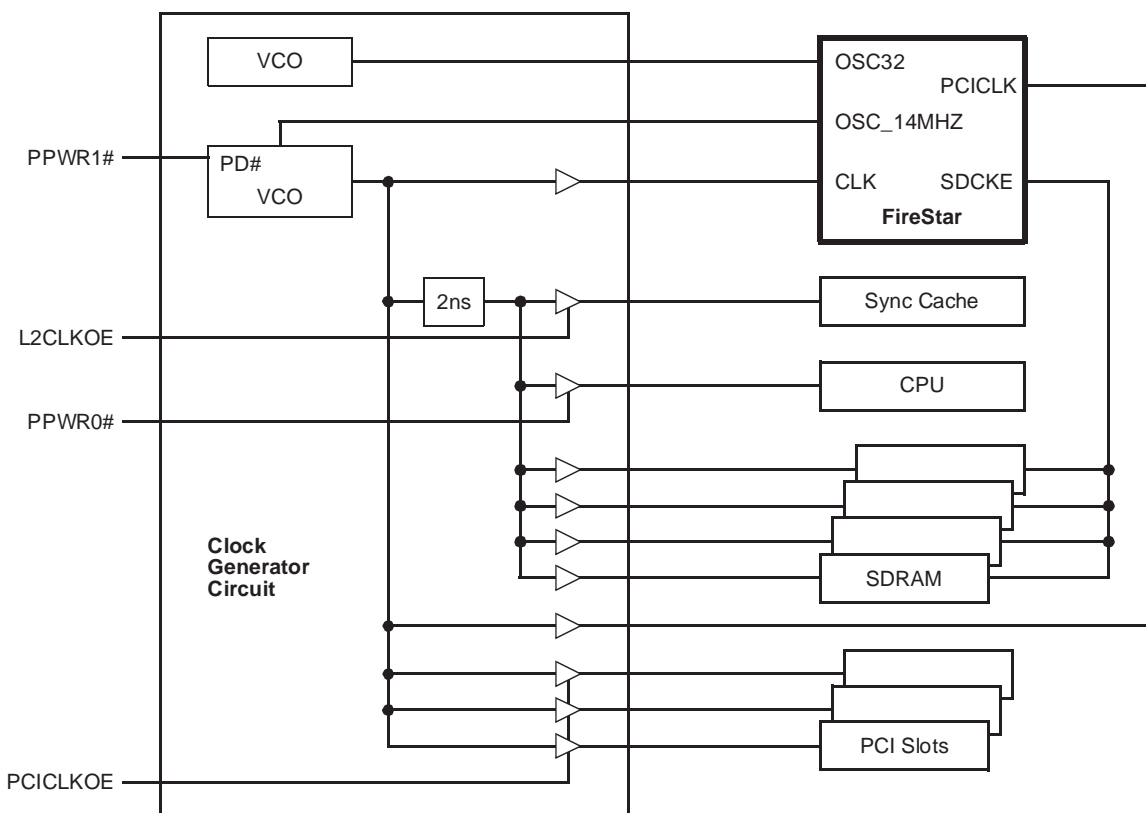 VCO
OSC32
PCICLK
OSC_14MHZ
PPWR1#
PD#
VCO
CLK
SDCKE
FireStar
2ns
Sync Cache
L2CLKOE
CPU
PPWR0#
Clock
Generator
Circuit
SDRAM
PCI Slots
PCICLKOE